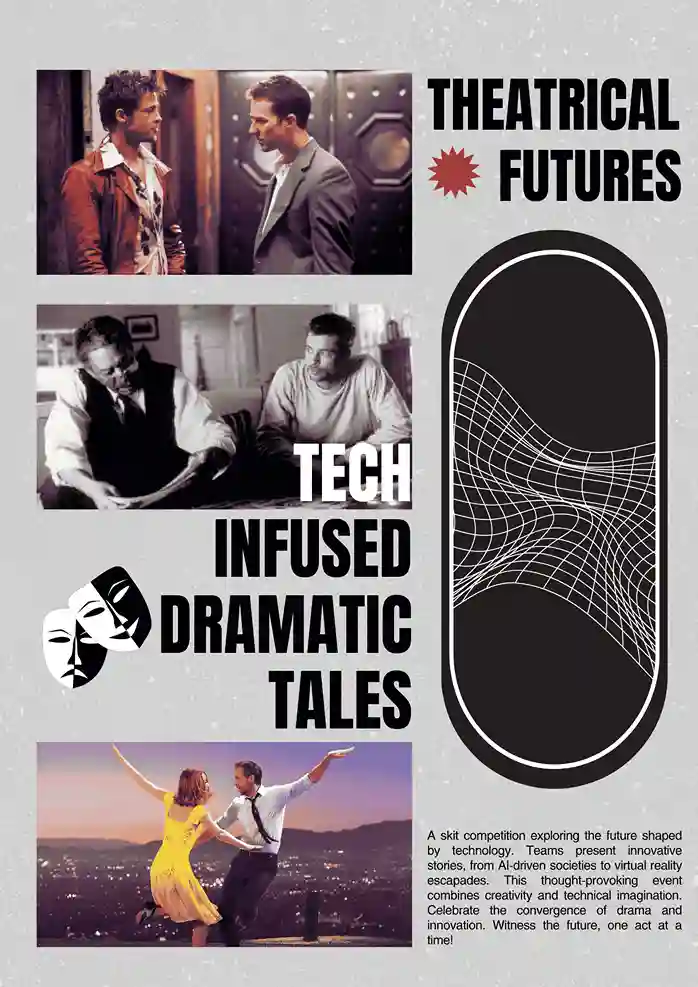 THEATRICAL
FUTURES
TECH
INFUSED
DRAMATIC
TALES
A skit competition exploring the future shaped
by technology. Teams present innovative
stories, from AI-driven societies to virtual reality
escapades. This thought-provoking event
combines creativity and technical imagination.
Celebrate the convergence of drama and
innovation. Witness the future, one act at a
time!